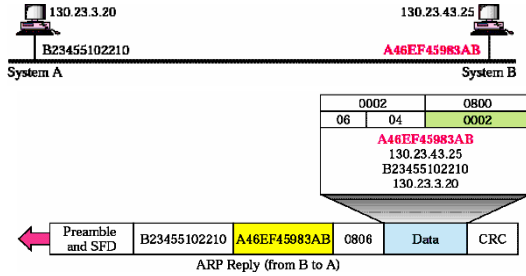 130.23.3.20 130.23.43.25
B23455102210 A46EF45983AB
System A System B
0002 0800
06 04 0002
A46EF45983AB
130.23.43.25
B23455102210
130.23.3.20
Preamble and SFD B23455102210 A46EF45983AB 0806 Data CRC
ARP Reply (from B to A)